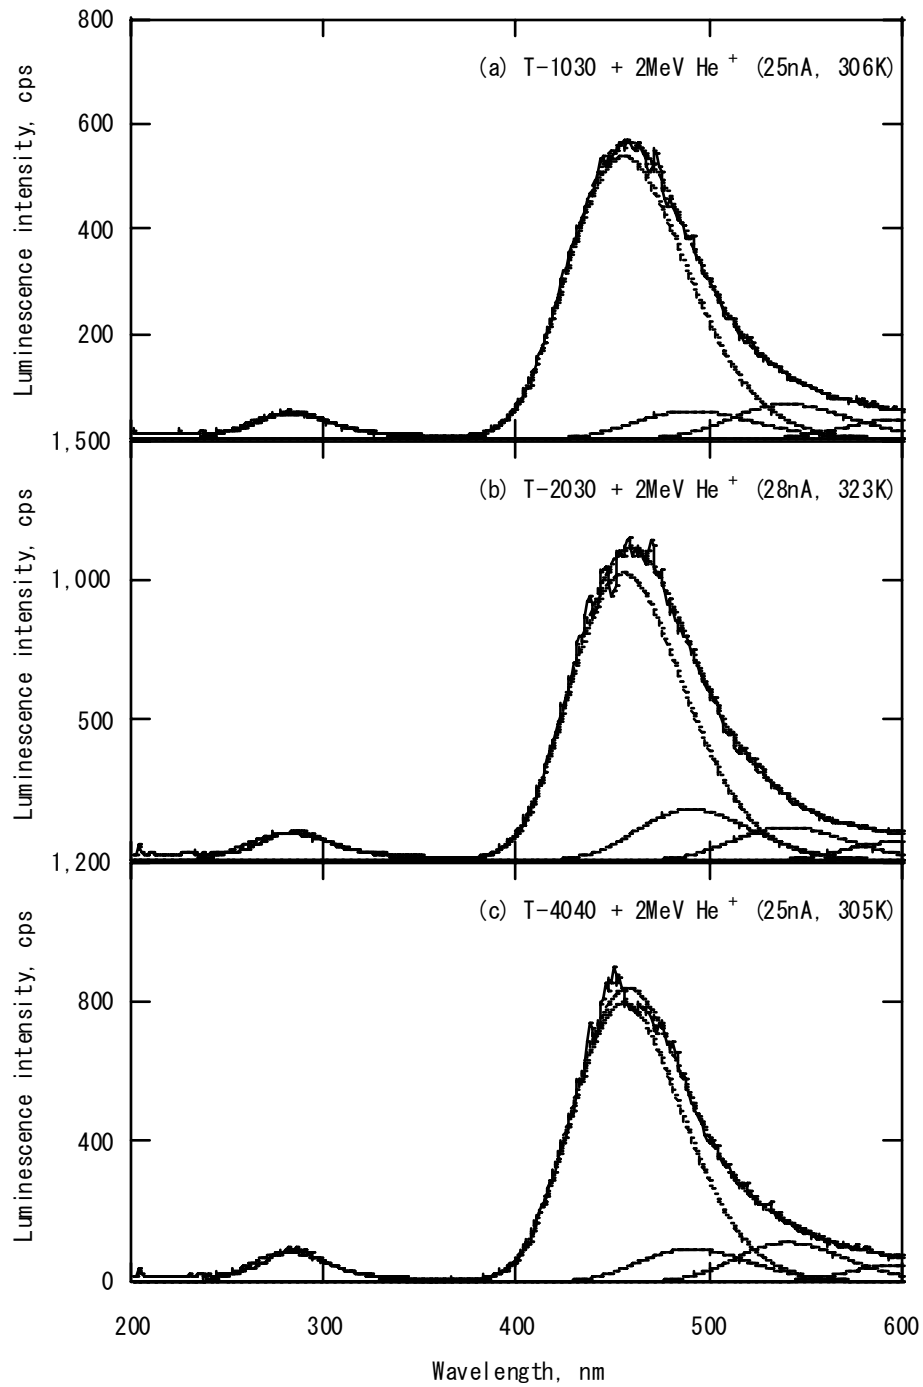 800
(a) T-1030 + 2MeV He+ (25nA, 306K)
600
400
200
Luminescence intensity, cps
1,500
(b) T-2030 + 2MeV He+ (28nA, 323K)
1,000
500
Luminescence intensity, cps
1,200
(c) T-4040 + 2MeV He+ (25nA, 305K)
800
400
0
Luminescence intensity, cps
200 300 400 500 600
Wavelength, nm